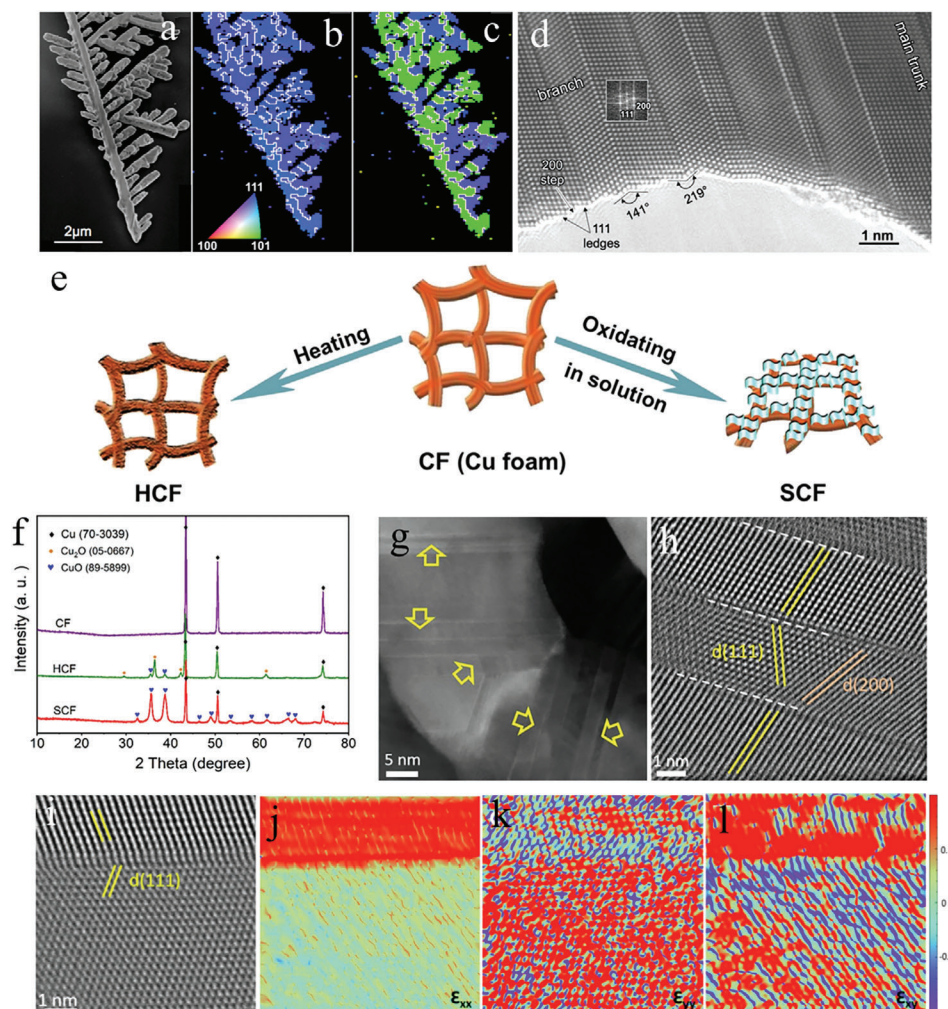 a
2µm
b
111
100
101
c
d
branch
main trunk
200
111
200
step
111
ledges
141°
219°
1 nm
e
Heating
Oxidating
in solution
HCF
CF (Cu foam)
SCF
f
Intensity (a. u.)
Cu (70-3039)
Cu₂O (05-0667)
CuO (89-5899)
CF
HCF
SCF
10 20 30 40 50 60 70 80
2 Theta (degree)
g
5 nm
h
d(111)
d(200)
1 nm
i
d(111)
1 nm
j
εxx
k
εyy
l
εxy
0